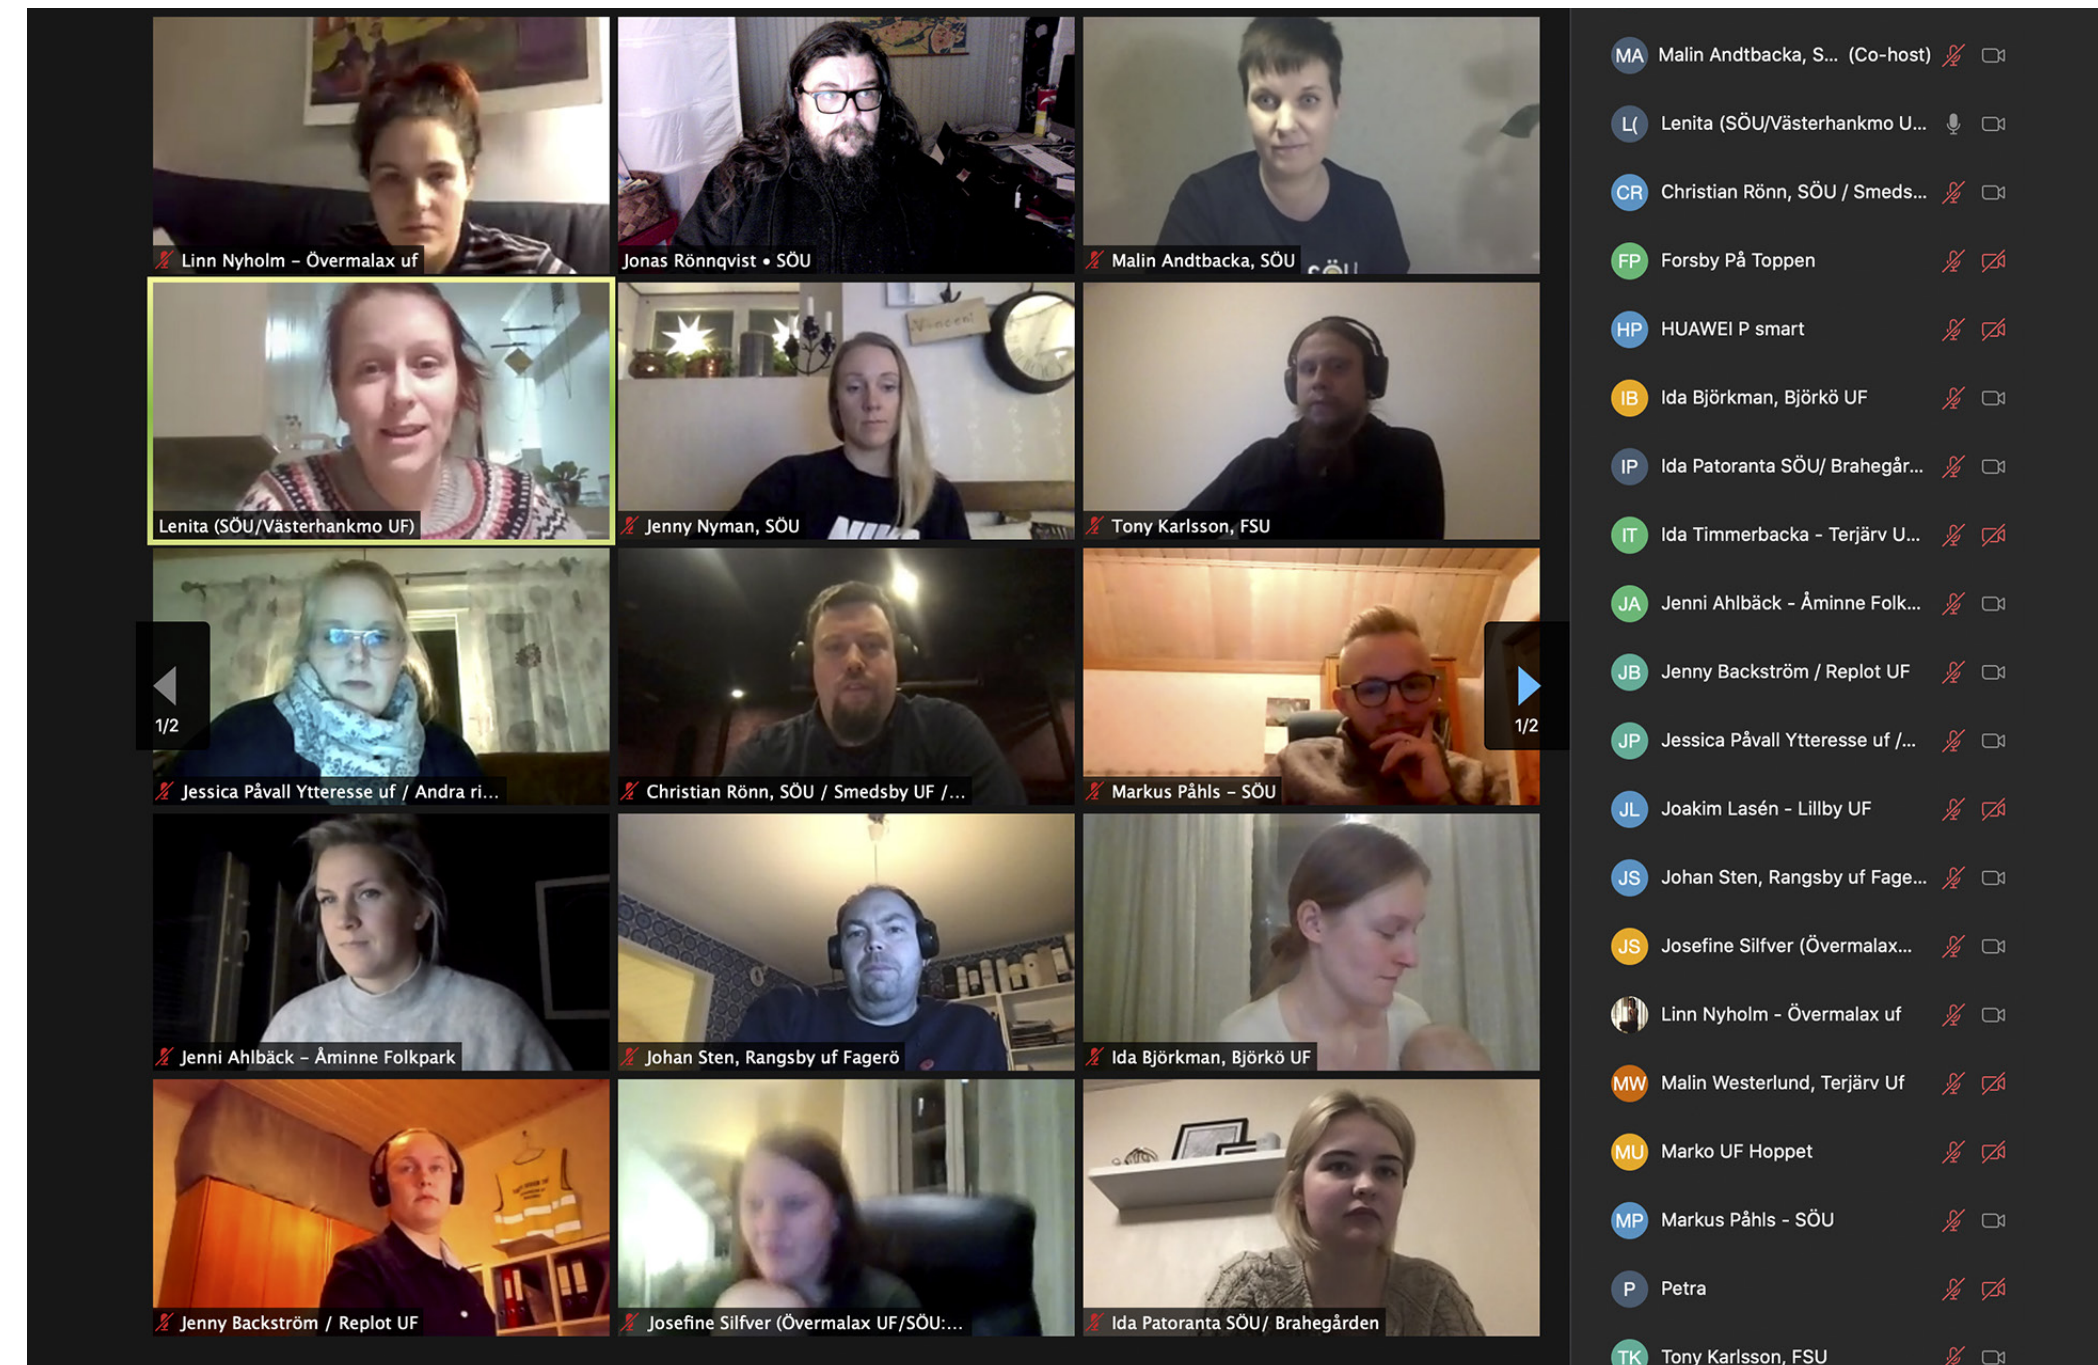 Linn Nyholm – Övermalax uf
Jonas Rönnqvist • SÖU
SÖU
Malin Andtbacka, SÖU
Lenita (SÖU/Västerhankmo UF)
NIKE
Jenny Nyman, SÖU
Tony Karlsson, FSU
1/2
1/2
Jessica Påvall Ytteresse uf / Andra ri...
Christian Rönn, SÖU / Smedsby UF /...
Markus Påhls – SÖU
Jenni Ahlbäck – Åminne Folkpark
Johan Sten, Rangsby uf Fagerö
Ida Björkman, Björkö UF
Jenny Backström / Replot UF
Josefine Silfver (Övermalax UF/SÖU:...
Ida Patoranta SÖU/ Brahegården
MA Malin Andtbacka, S... (Co-host)
L( Lenita (SÖU/Västerhankmo U...
CR Christian Rönn, SÖU / Smeds...
FP Forsby På Toppen
HP HUAWEI P smart
IB Ida Björkman, Björkö UF
IP Ida Patoranta SÖU/ Brahegår...
IT Ida Timmerbacka - Terjärv U...
JA Jenni Ahlbäck - Åminne Folk...
JB Jenny Backström / Replot UF
JP Jessica Påvall Ytteresse uf /...
JL Joakim Lasén - Lillby UF
JS Johan Sten, Rangsby uf Fage...
JS Josefine Silfver (Övermalax...
Linn Nyholm - Övermalax uf
MW Malin Westerlund, Terjärv Uf
MU Marko UF Hoppet
MP Markus Påhls - SÖU
P Petra
TK Tony Karlsson, FSU